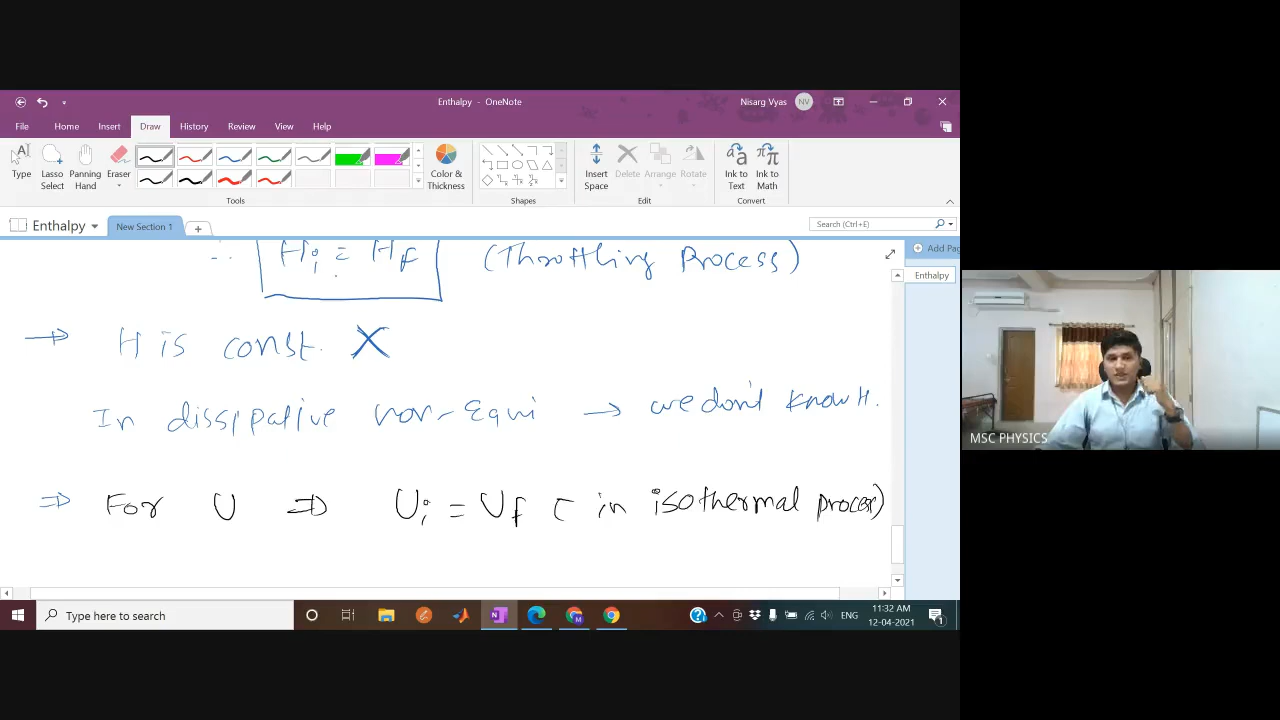 Enthalpy - OneNote
Nisarg Vyas NV
File Home Insert Draw History Review View Help
Type Lasso Select Panning Hand Eraser Color & Thickness Insert Space Delete Arrange Rotate Ink to Text Ink to Math
Tools Shapes Edit Convert
Enthalpy New Section 1 + Search (Ctrl+E)
∴ Hi = Hf (Throttling Process)
Add Pag
Enthalpy
→ H is const. X
In dissipative non-Equi → we don't know H.
⇒ For U ⇒ Ui = Uf ( in isothermal process)
MSC PHYSICS
Type here to search
ENG 11:32 AM
12-04-2021